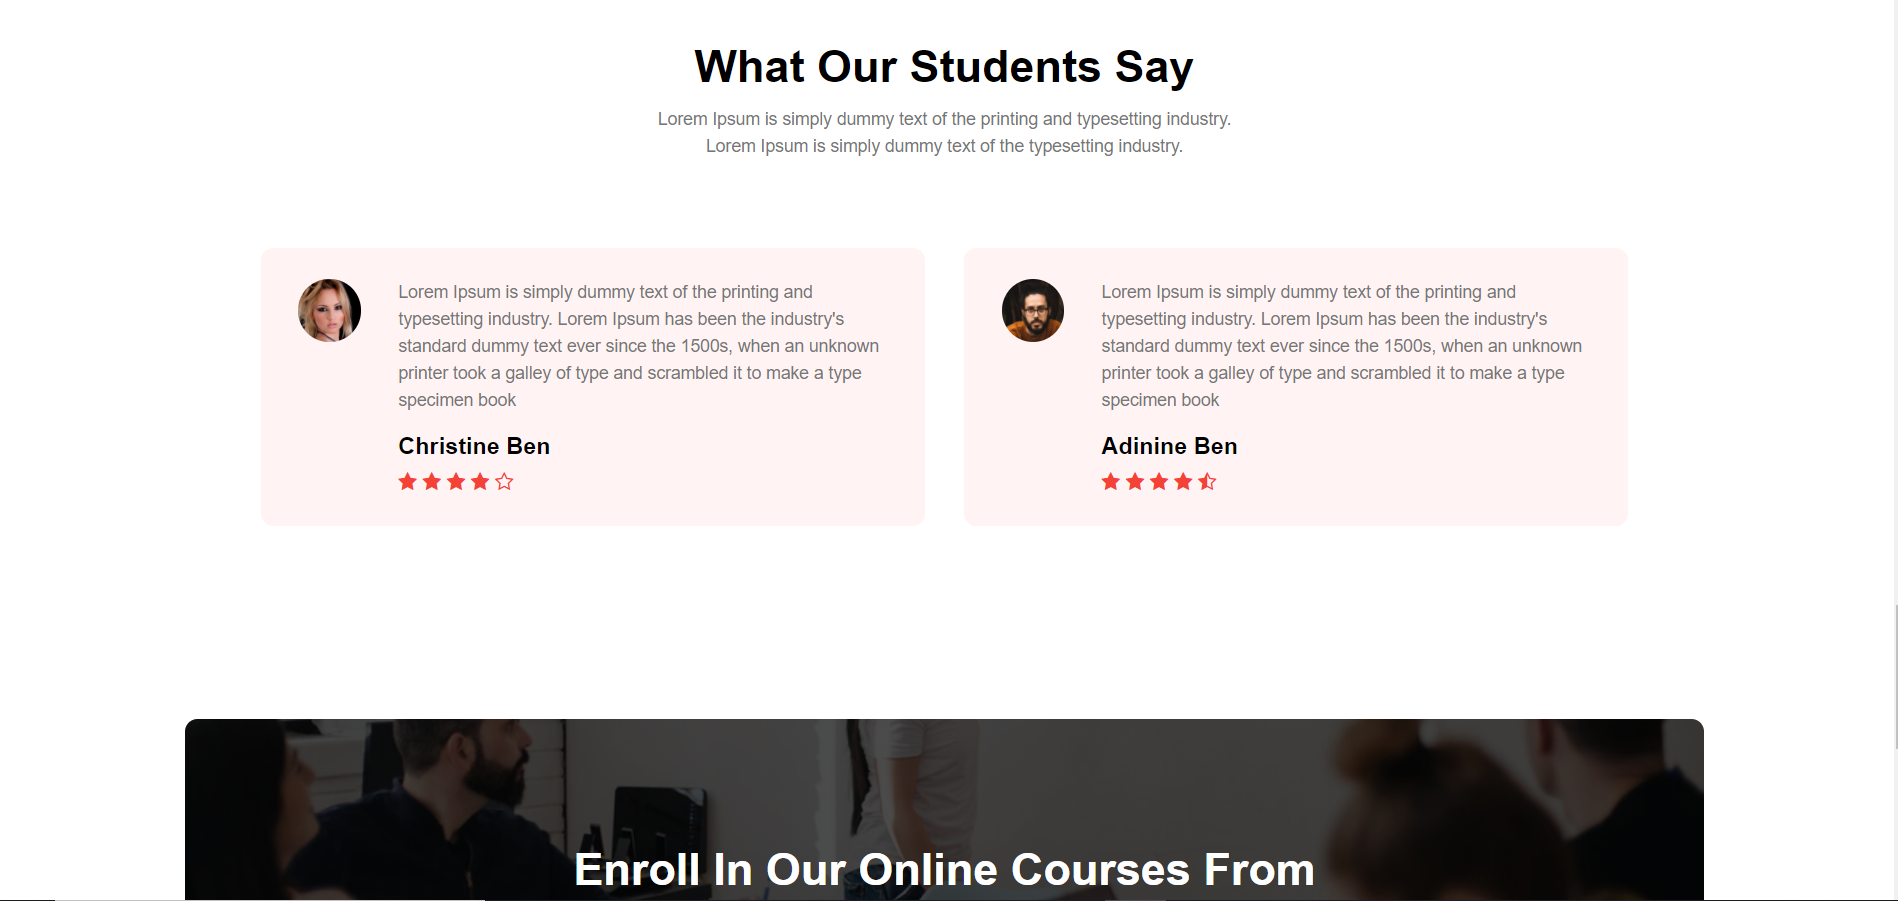 What Our Students Say
Lorem Ipsum is simply dummy text of the printing and typesetting industry.
Lorem Ipsum is simply dummy text of the typesetting industry.
Lorem Ipsum is simply dummy text of the printing and
typesetting industry. Lorem Ipsum has been the industry's
standard dummy text ever since the 1500s, when an unknown
printer took a galley of type and scrambled it to make a type
specimen book
Christine Ben
Lorem Ipsum is simply dummy text of the printing and
typesetting industry. Lorem Ipsum has been the industry's
standard dummy text ever since the 1500s, when an unknown
printer took a galley of type and scrambled it to make a type
specimen book
Adinine Ben
Enroll In Our Online Courses From